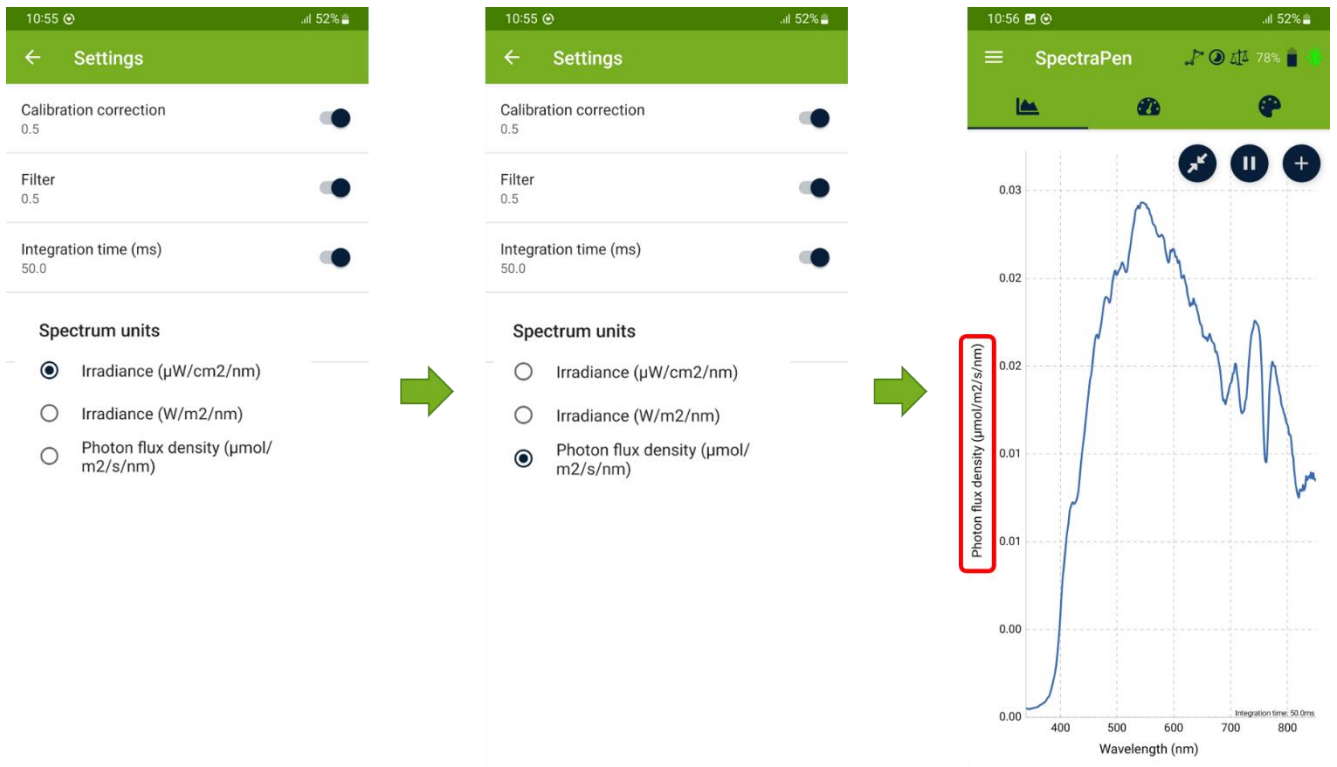 10:55 52%
Settings
Calibration correction
0.5
Filter
0.5
Integration time (ms)
50.0
Spectrum units
Irradiance (µW/cm2/nm)
Irradiance (W/m2/nm)
Photon flux density (µmol/
m2/s/nm)
10:55 52%
Settings
Calibration correction
0.5
Filter
0.5
Integration time (ms)
50.0
Spectrum units
Irradiance (µW/cm2/nm)
Irradiance (W/m2/nm)
Photon flux density (µmol/
m2/s/nm)
10:56 52%
SpectraPen 78%
Photon flux density (µmol/m2/s/nm)
0.03
0.02
0.02
0.01
0.01
0.00
0.00
Integration time: 50.0ms
400 500 600 700 800
Wavelength (nm)